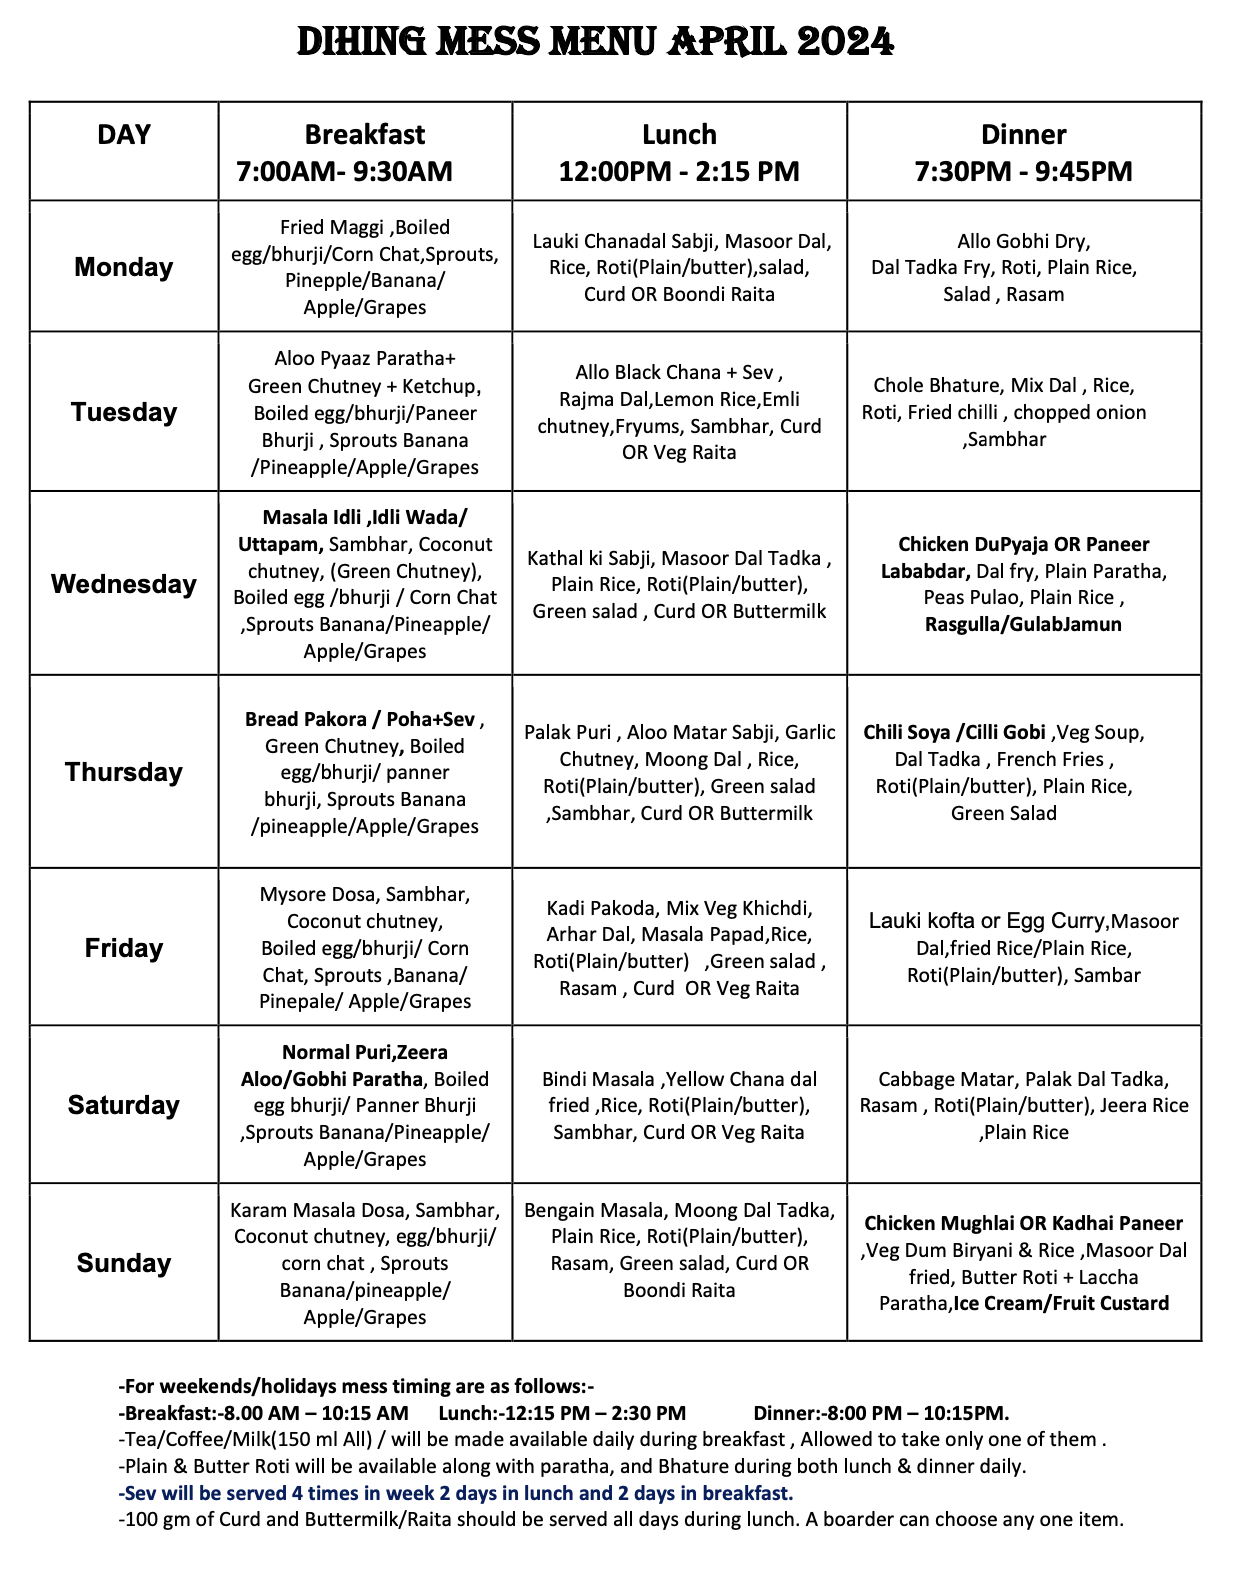 DIHING MESS MENU APRIL 2024
DAY
Breakfast
7:00AM- 9:30AM
Lunch
12:00PM - 2:15 PM
Dinner
7:30PM - 9:45PM
Monday
Fried Maggi ,Boiled
egg/bhurji/Corn Chat,Sprouts,
Pinepple/Banana/
Apple/Grapes
Lauki Chanadal Sabji, Masoor Dal,
Rice, Roti(Plain/butter),salad,
Curd OR Boondi Raita
Allo Gobhi Dry,
Dal Tadka Fry, Roti, Plain Rice,
Salad , Rasam
Tuesday
Aloo Pyaaz Paratha+
Green Chutney + Ketchup,
Boiled egg/bhurji/Paneer
Bhurji , Sprouts Banana
/Pineapple/Apple/Grapes
Allo Black Chana + Sev ,
Rajma Dal,Lemon Rice,Emli
chutney,Fryums, Sambhar, Curd
OR Veg Raita
Chole Bhature, Mix Dal , Rice,
Roti, Fried chilli , chopped onion
,Sambhar
Wednesday
Masala Idli ,Idli Wada/
Uttapam, Sambhar, Coconut
chutney, (Green Chutney),
Boiled egg /bhurji / Corn Chat
,Sprouts Banana/Pineapple/
Apple/Grapes
Kathal ki Sabji, Masoor Dal Tadka ,
Plain Rice, Roti(Plain/butter),
Green salad , Curd OR Buttermilk
Chicken DuPyaja OR Paneer
Lababdar, Dal fry, Plain Paratha,
Peas Pulao, Plain Rice ,
Rasgulla/GulabJamun
Thursday
Bread Pakora / Poha+Sev ,
Green Chutney, Boiled
egg/bhurji/ panner
bhurji, Sprouts Banana
/pineapple/Apple/Grapes
Palak Puri , Aloo Matar Sabji, Garlic
Chutney, Moong Dal , Rice,
Roti(Plain/butter), Green salad
,Sambhar, Curd OR Buttermilk
Chili Soya /Cilli Gobi ,Veg Soup,
Dal Tadka , French Fries ,
Roti(Plain/butter), Plain Rice,
Green Salad
Friday
Mysore Dosa, Sambhar,
Coconut chutney,
Boiled egg/bhurji/ Corn
Chat, Sprouts ,Banana/
Pinepale/ Apple/Grapes
Kadi Pakoda, Mix Veg Khichdi,
Arhar Dal, Masala Papad,Rice,
Roti(Plain/butter) ,Green salad ,
Rasam , Curd OR Veg Raita
Lauki kofta or Egg Curry,Masoor
Dal,fried Rice/Plain Rice,
Roti(Plain/butter), Sambar
Saturday
Normal Puri,Zeera
Aloo/Gobhi Paratha, Boiled
egg bhurji/ Panner Bhurji
,Sprouts Banana/Pineapple/
Apple/Grapes
Bindi Masala ,Yellow Chana dal
fried ,Rice, Roti(Plain/butter),
Sambhar, Curd OR Veg Raita
Cabbage Matar, Palak Dal Tadka,
Rasam , Roti(Plain/butter), Jeera Rice
,Plain Rice
Sunday
Karam Masala Dosa, Sambhar,
Coconut chutney, egg/bhurji/
corn chat , Sprouts
Banana/pineapple/
Apple/Grapes
Bengain Masala, Moong Dal Tadka,
Plain Rice, Roti(Plain/butter),
Rasam, Green salad, Curd OR
Boondi Raita
Chicken Mughlai OR Kadhai Paneer
,Veg Dum Biryani & Rice ,Masoor Dal
fried, Butter Roti + Laccha
Paratha,Ice Cream/Fruit Custard
-For weekends/holidays mess timing are as follows:-
-Breakfast:-8.00 AM – 10:15 AM Lunch:-12:15 PM – 2:30 PM Dinner:-8:00 PM – 10:15PM.
-Tea/Coffee/Milk(150 ml All) / will be made available daily during breakfast , Allowed to take only one of them .
-Plain & Butter Roti will be available along with paratha, and Bhature during both lunch & dinner daily.
-Sev will be served 4 times in week 2 days in lunch and 2 days in breakfast.
-100 gm of Curd and Buttermilk/Raita should be served all days during lunch. A boarder can choose any one item.